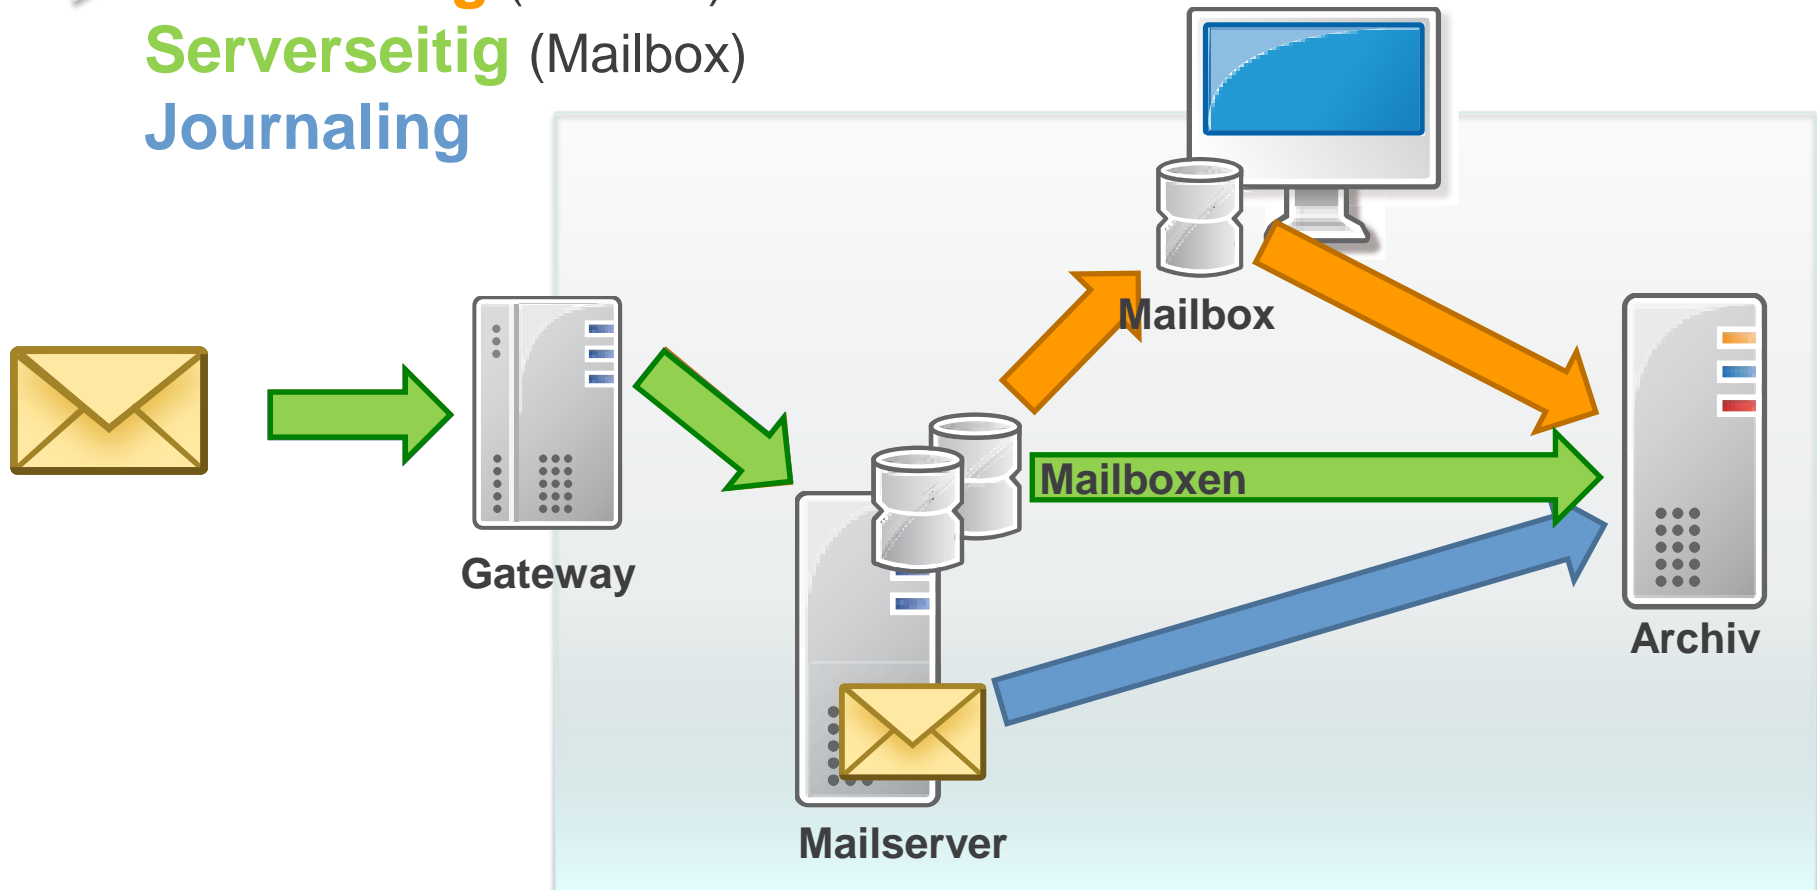 Serverseitig (Mailbox)
Journaling
Mailbox
Mailboxen
Gateway
Archiv
Mailserver